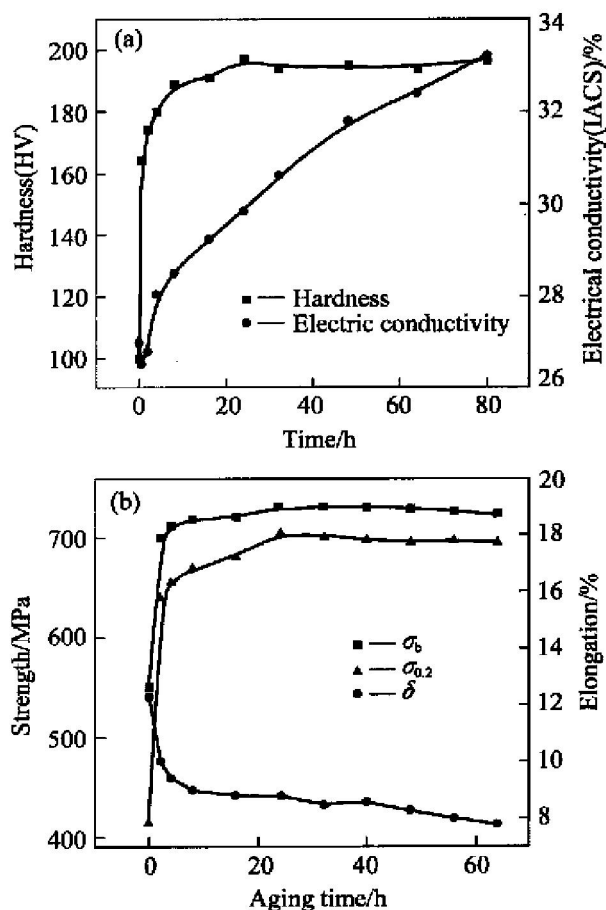 (a)
200
180
160
140
120
100
Hardness(HV)
34
32
30
28
26
Electrical conductivity(IACS)/%
Hardness
Electric conductivity
0 20 40 60 80
Time/h
(b)
700
600
500
400
Strength/MPa
20
18
16
14
12
10
8
Elongation/%
σb
σ0.2
δ
0 20 40 60
Aging time/h